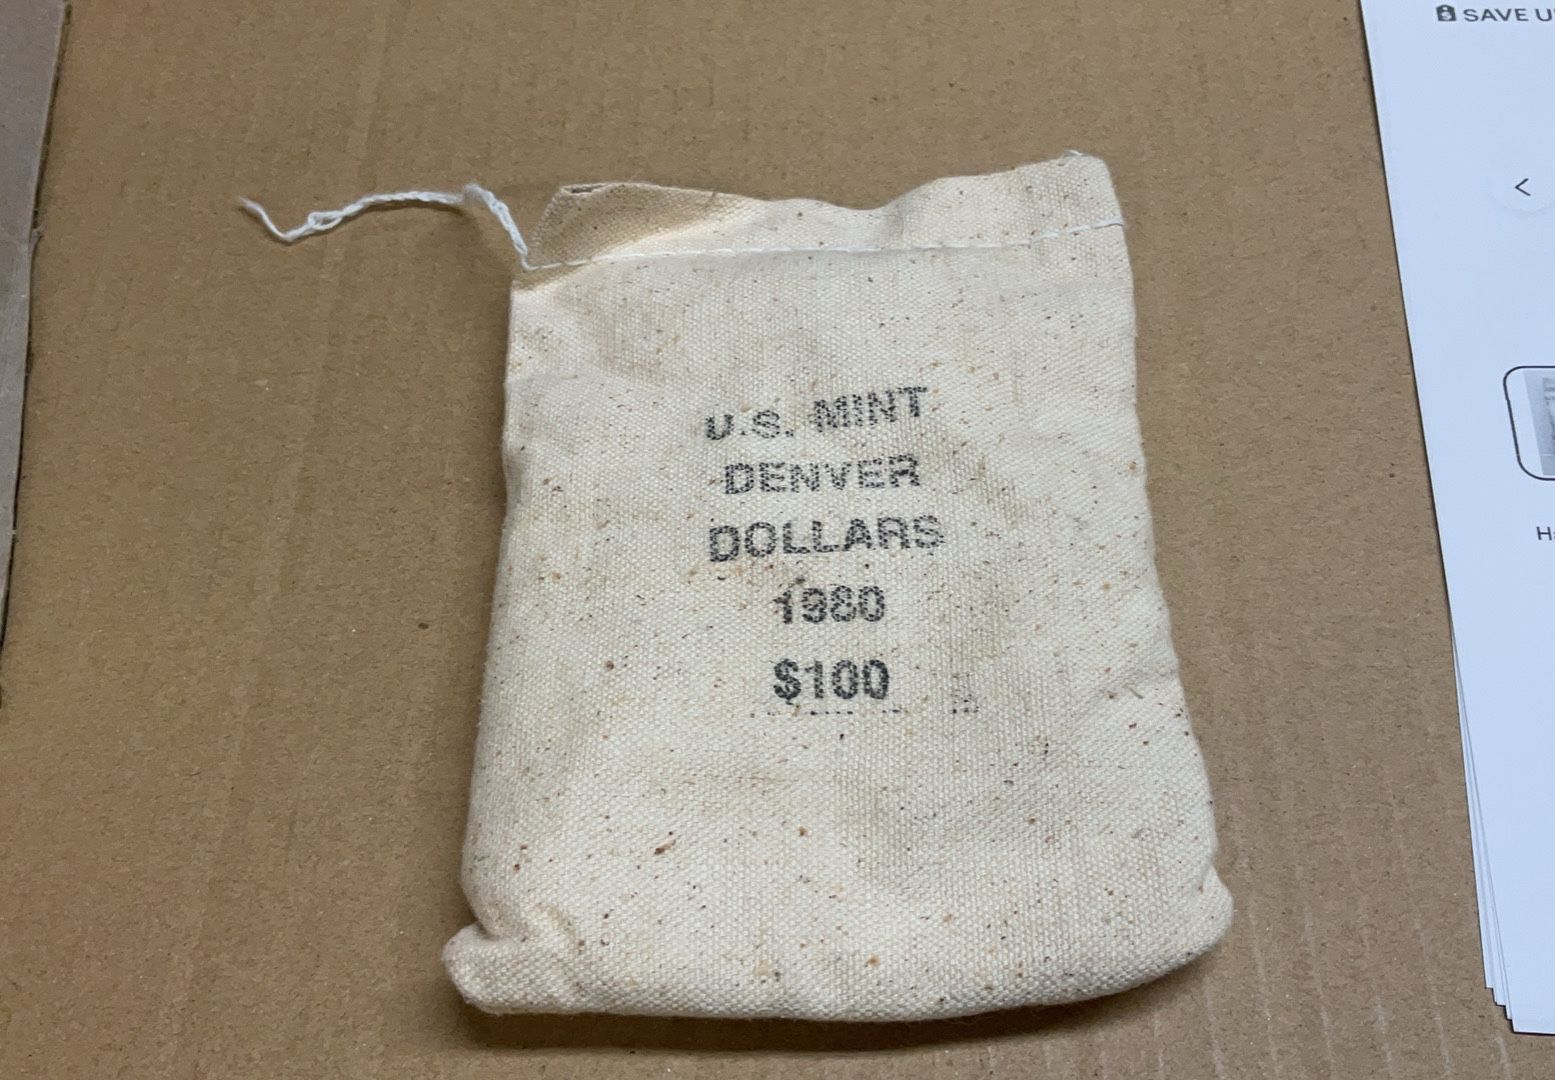 U.S. MINT
DENVER
DOLLARS
1980
$100
SAVE